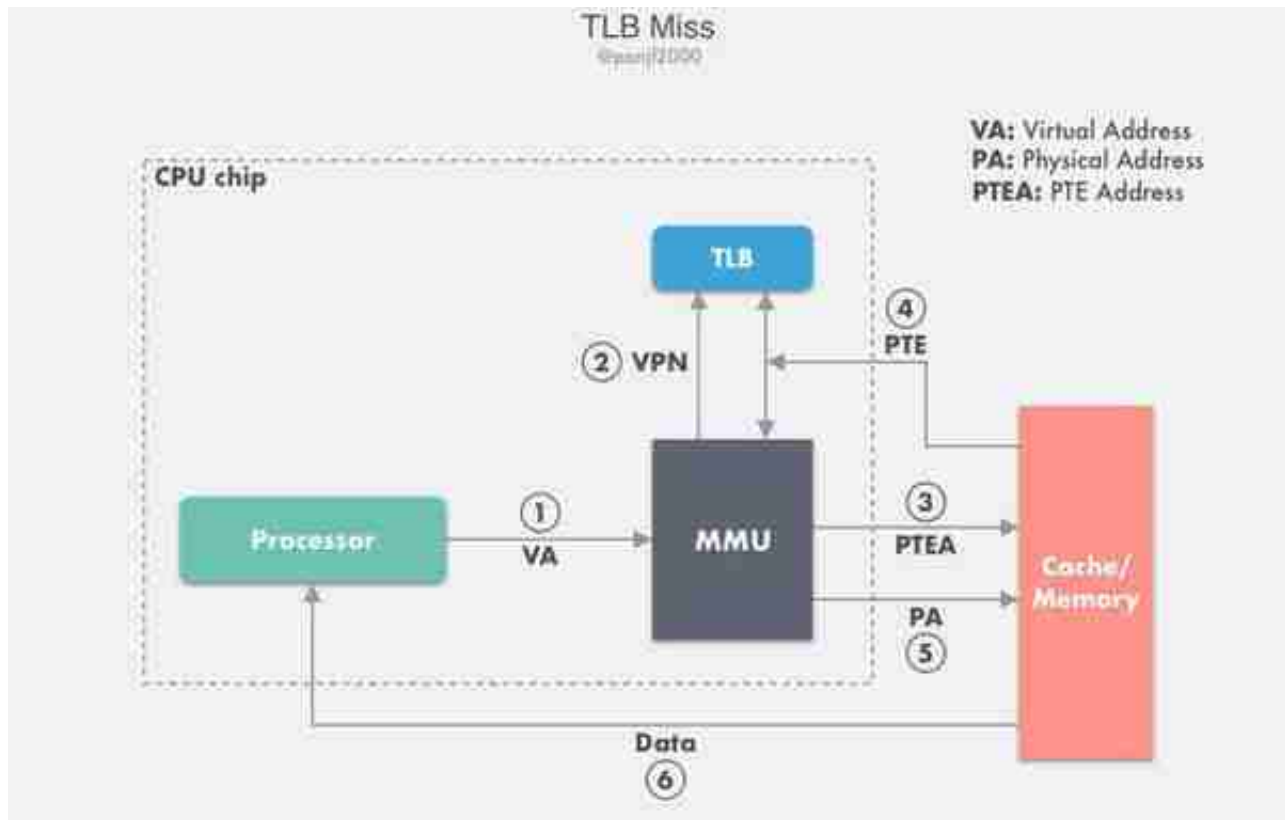 TLB Miss
@panjf2000
VA: Virtual Address
PA: Physical Address
PTEA: PTE Address
CPU chip
TLB
4
PTE
2 VPN
1
VA
Processor
MMU
3
PTEA
Cache/
Memory
PA
5
Data
6